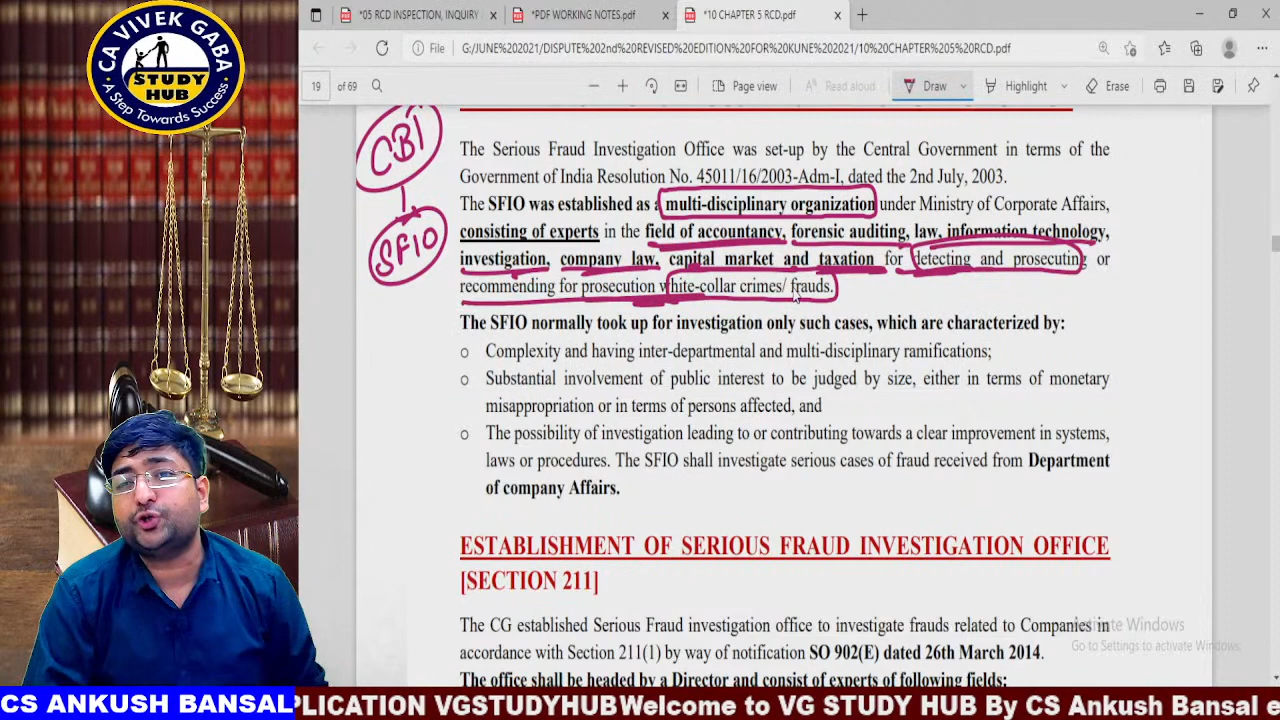 CA VIVEK GABA
STUDY
HUB
A Step Towards Success
*05 RCD INSPECTION, INQUIRY
*PDF WORKING NOTES.pdf
*10 CHAPTER 5 RCD.pdf
File
G:/JUNE%202021/DISPUTE%202nd%20REVISED%20EDITION%20FOR%20JUNE%202021/10%20CHAPTER%205%20RCD.pdf
19 of 69
Page view
Read aloud
Draw
Highlight
Erase
CBI
SFIO
The Serious Fraud Investigation Office was set-up by the Central Government in terms of the
Government of India Resolution No. 45011/16/2003-Adm-I, dated the 2nd July, 2003.
The SFIO was established as a multi-disciplinary organization under Ministry of Corporate Affairs,
consisting of experts in the field of accountancy, forensic auditing, law, information technology,
investigation, company law, capital market and taxation for detecting and prosecuting or
recommending for prosecution white-collar crimes/ frauds.
The SFIO normally took up for investigation only such cases, which are characterized by:
o Complexity and having inter-departmental and multi-disciplinary ramifications;
o Substantial involvement of public interest to be judged by size, either in terms of monetary
misappropriation or in terms of persons affected, and
o The possibility of investigation leading to or contributing towards a clear improvement in systems,
laws or procedures. The SFIO shall investigate serious cases of fraud received from Department
of company Affairs.
ESTABLISHMENT OF SERIOUS FRAUD INVESTIGATION OFFICE
[SECTION 211]
The CG established Serious Fraud investigation office to investigate frauds related to Companies in
accordance with Section 211(1) by way of notification SO 902(E) dated 26th March 2014.
The office shall be headed by a Director and consist of experts of following fields:
Activate Windows
Go to Settings to activate Windows.
CS ANKUSH BANSAL
PLICATION VGSTUDYHUB Welcome to VG STUDY HUB By CS Ankush Bansal e